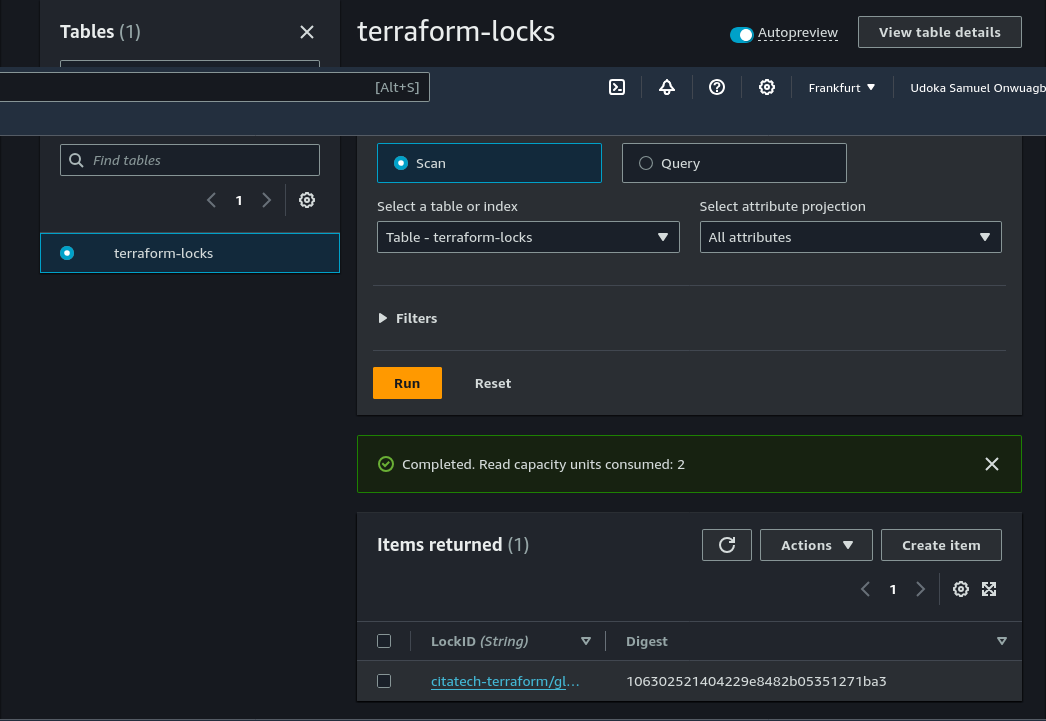 Tables (1)
terraform-locks
Autopreview
View table details
[Alt+S]
Frankfurt
Udoka Samuel Onwuagb
Find tables
1
terraform-locks
Scan
Query
Select a table or index
Select attribute projection
Table - terraform-locks
All attributes
Filters
Run
Reset
Completed. Read capacity units consumed: 2
Items returned (1)
Actions
Create item
1
LockID (String)
Digest
citatech-terraform/gl...
106302521404229e8482b05351271ba3